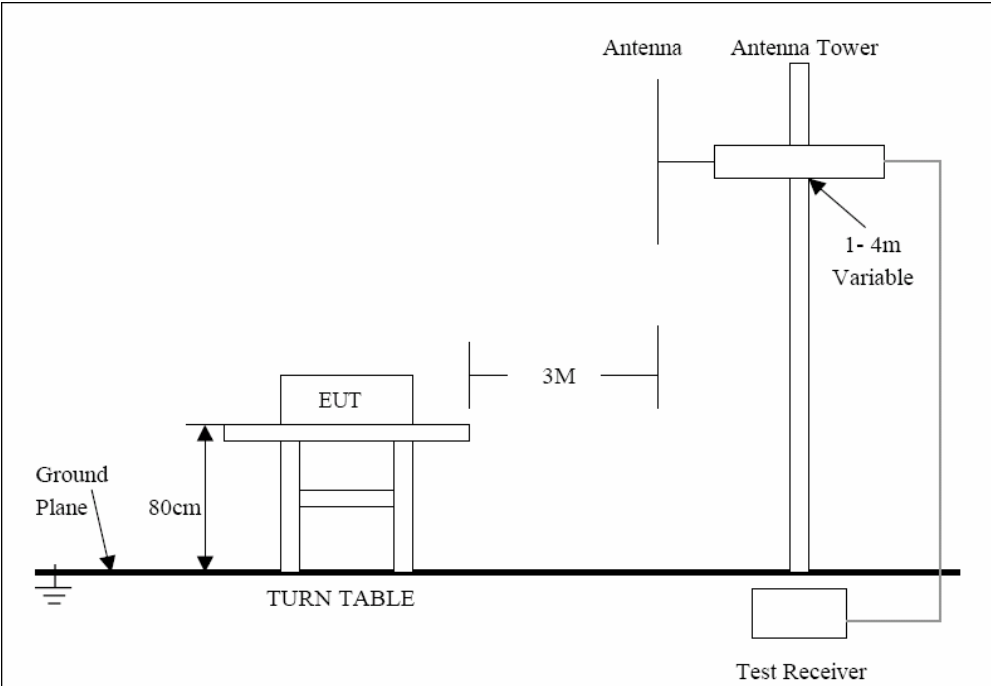 Antenna
Antenna Tower
1- 4m
Variable
3M
EUT
Ground
Plane
80cm
TURN TABLE
Test Receiver